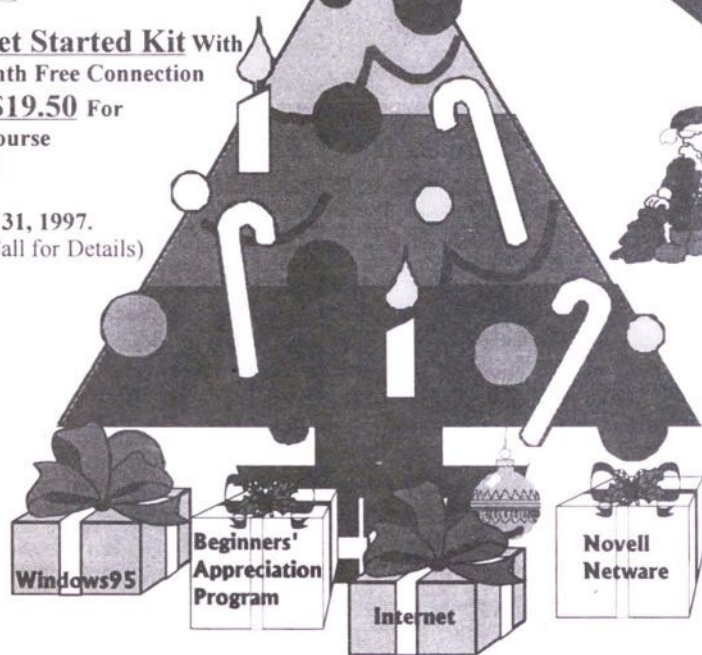 et Started Kit With
nth Free Connection
$19.50 For
ourse
31, 1997.
all for Details)
Windows95
Beginners'
Appreciation
Program
Internet
Novell
Netware